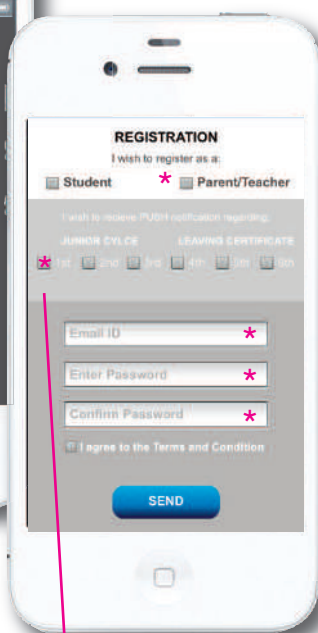 REGISTRATION
I wish to register as a:
Student * Parent/Teacher
I wish to recieve PUSH notification regarding:
JUNIOR CYLCE LEAVING CERTIFICATE
* 1st 2nd 3rd 4th 5th 6th
Email ID *
Enter Password *
Confirm Password *
I agree to the Terms and Condition
SEND